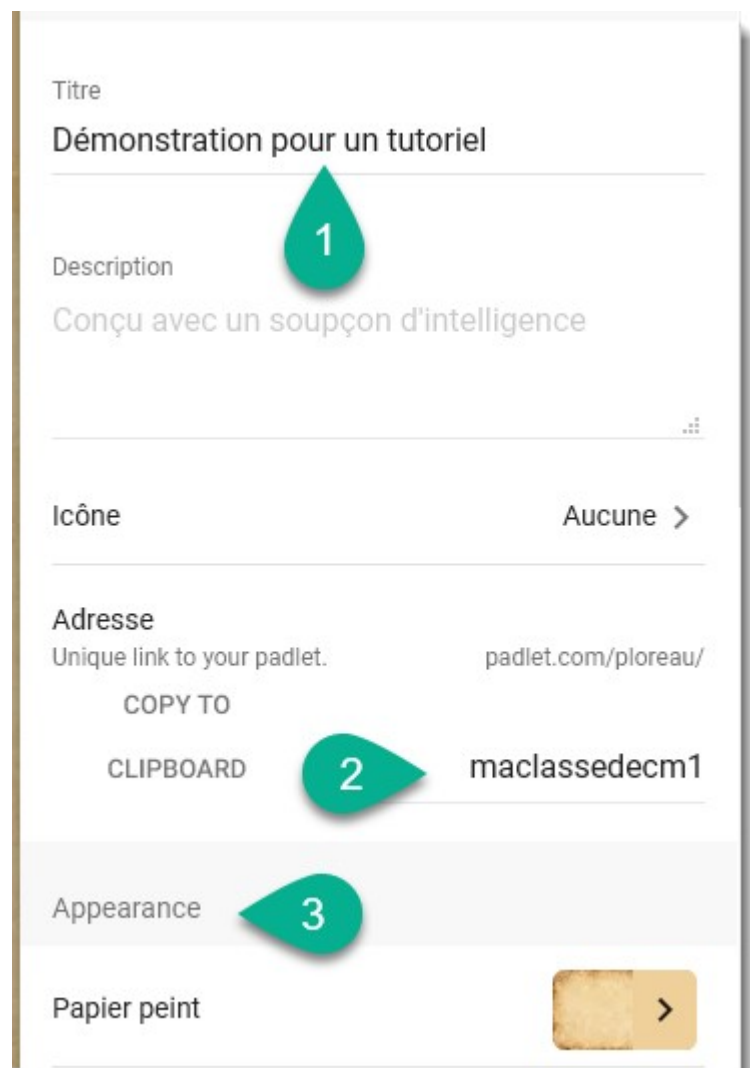 Titre
Démonstration pour un tutoriel
1
Description
Conçu avec un soupçon d'intelligence
Icône
Aucune
Adresse
Unique link to your padlet.
padlet.com/ploreau/
COPY TO
CLIPBOARD
2
maclassedecm1
Appearance
3
Papier peint